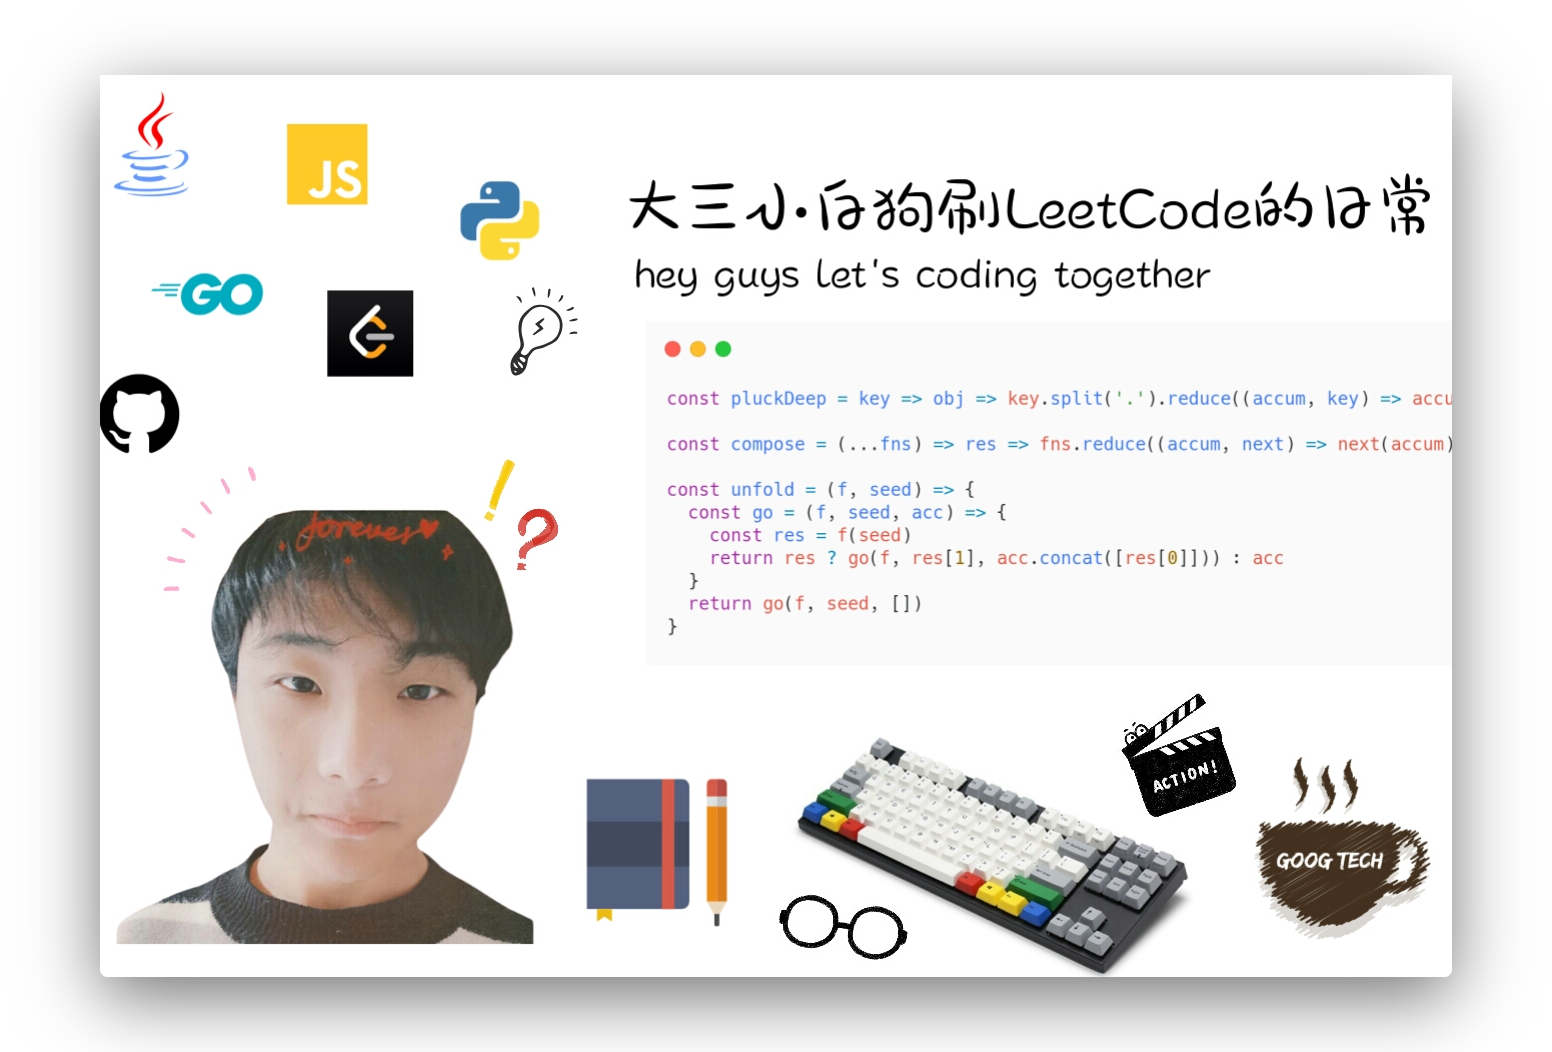 JS
大三小白狗刷LeetCode的日常
hey guys let's coding together
GO
const pluckDeep = key => obj => key.split('.').reduce((accum, key) => accu
const compose = (...fns) => res => fns.reduce((accum, next) => next(accum)
const unfold = (f, seed) => {
  const go = (f, seed, acc) => {
    const res = f(seed)
    return res ? go(f, res[1], acc.concat([res[0]])) : acc
  }
  return go(f, seed, [])
}
!
?
forever
ACTION!
GOOG TECH